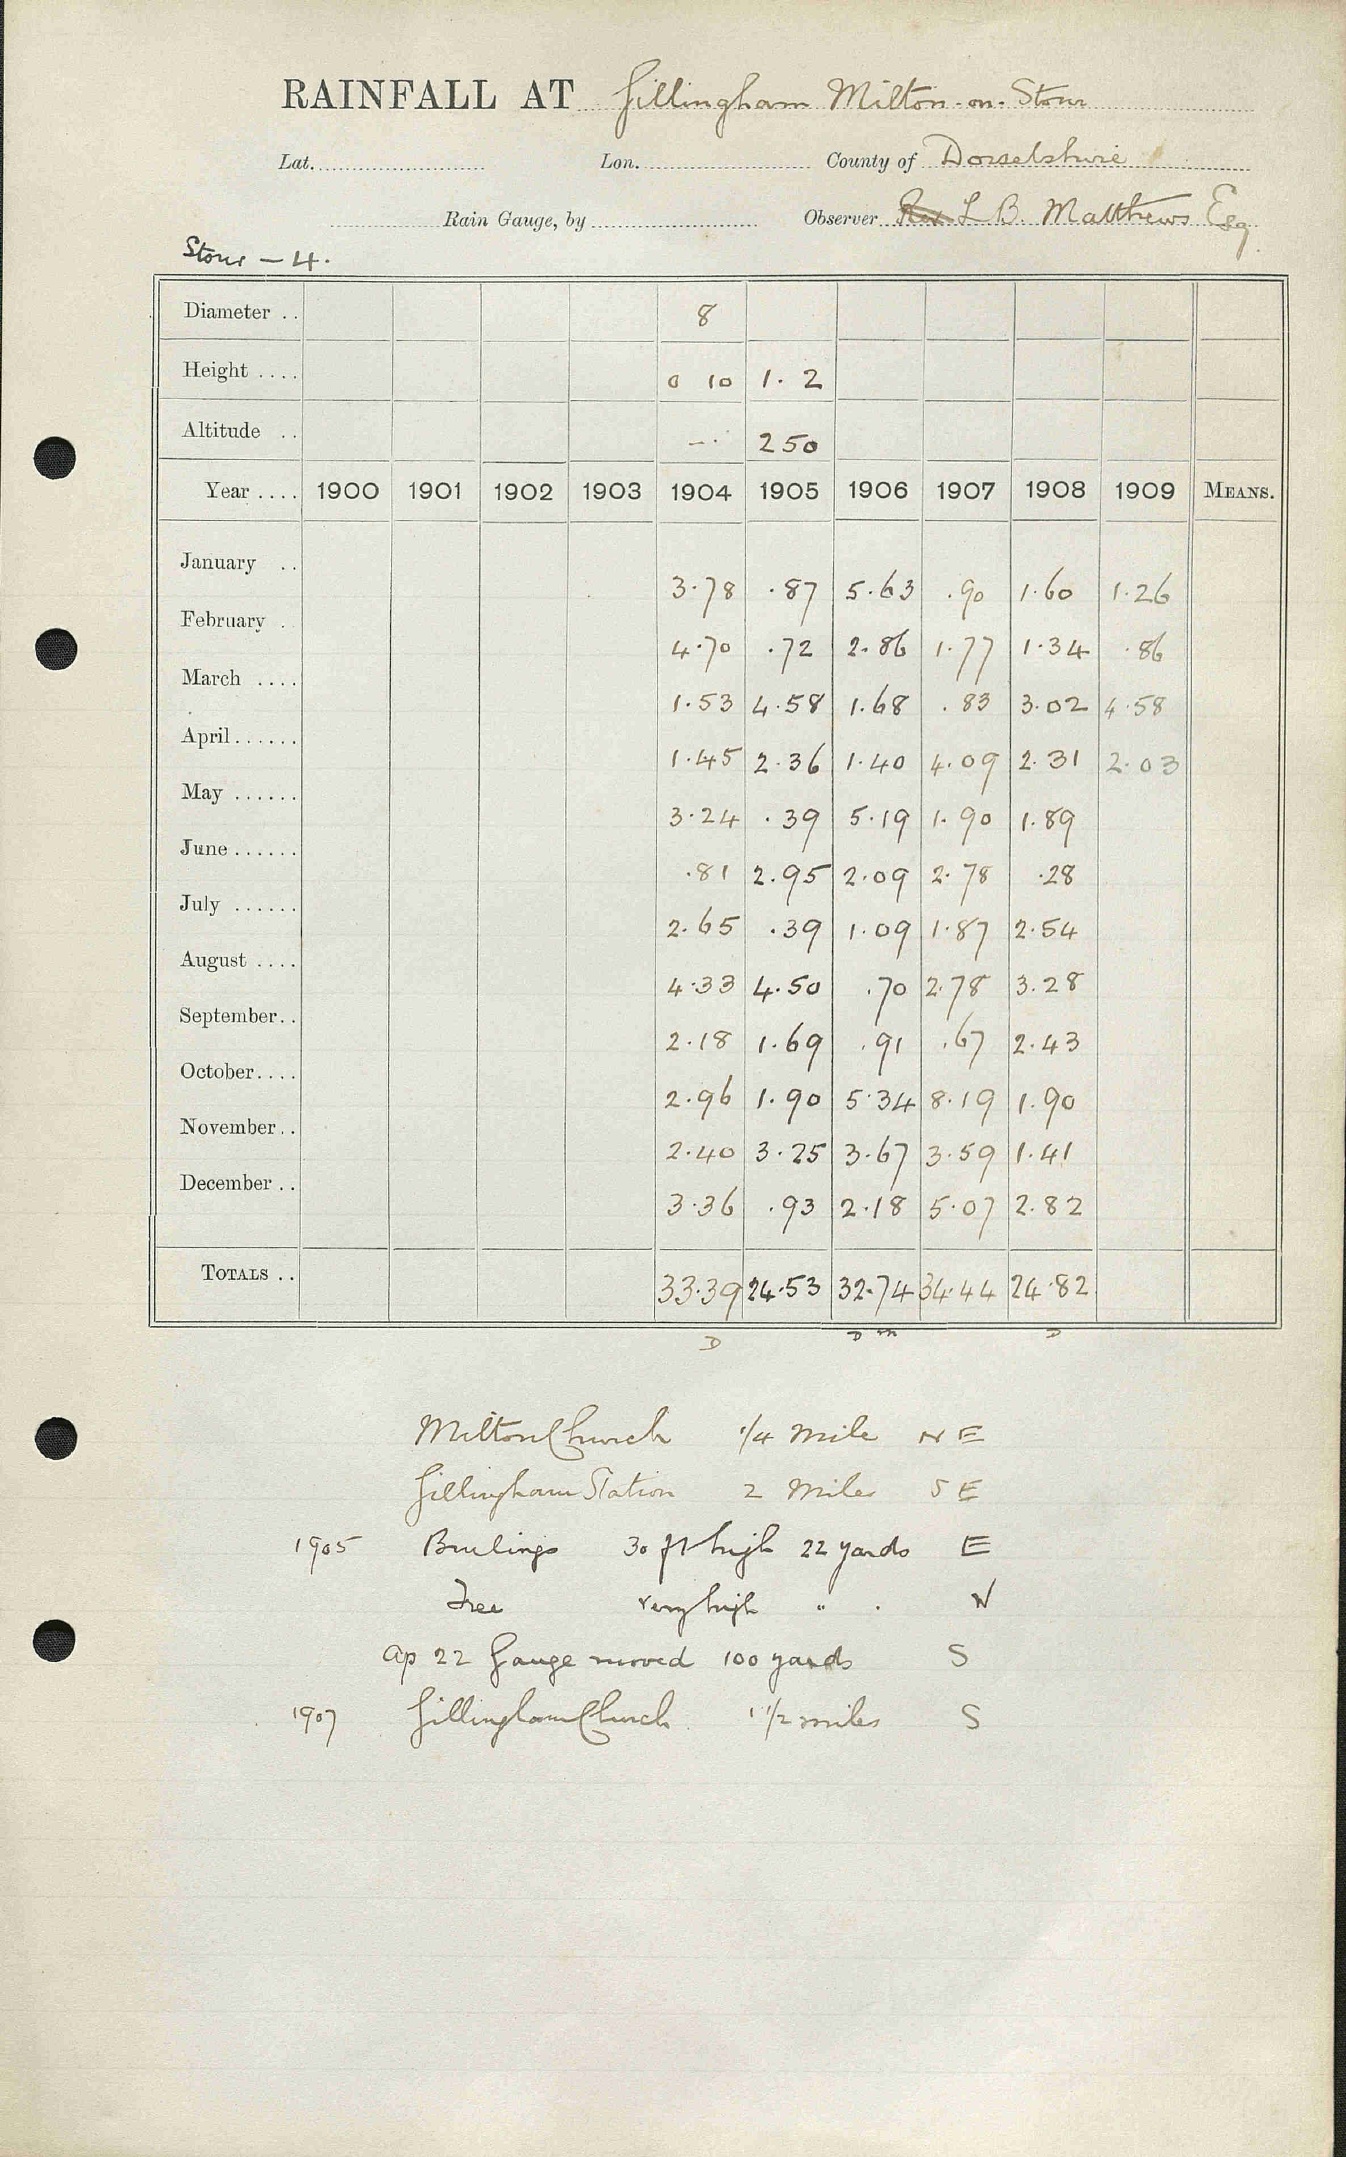 RAINFALL AT Gillingham Milton-on-Stour
Lat. Lon. County of Dorsetshire
Rain Gauge, by Observer Rev L B. Matthews Esq.
Stour - 4.
Diameter .. 8
Height .... 0 10 1. 2
Altitude .. - 250
Year .... 1900 1901 1902 1903 1904 1905 1906 1907 1908 1909 MEANS.
January .. 3.78 .87 5.63 .90 1.60 1.26
February . 4.70 .72 2.86 1.77 1.34 .86
March .... 1.53 4.58 1.68 .83 3.02 4.58
April ...... 1.45 2.36 1.40 4.09 2.31 2.03
May ...... 3.24 .39 5.19 1.90 1.89
June ...... .81 2.95 2.09 2.78 .28
July ...... 2.65 .39 1.09 1.87 2.54
August .... 4.33 4.50 .70 2.78 3.28
September .. 2.18 1.69 .91 .67 2.43
October .... 2.96 1.90 5.34 8.19 1.90
November .. 2.40 3.25 3.67 3.59 1.41
December .. 3.36 .93 2.18 5.07 2.82
TOTALS .. 33.39 24.53 32.74 34.44 24.82
D D m D
Milton Church 1/4 Mile N E
Gillingham Station 2 Miles S E
1905 Builings 30 ft high 22 yards E
Tree very high " . N
Ap 22 Gauge moved 100 yards S
1907 Gillingham Church 1 1/2 miles S